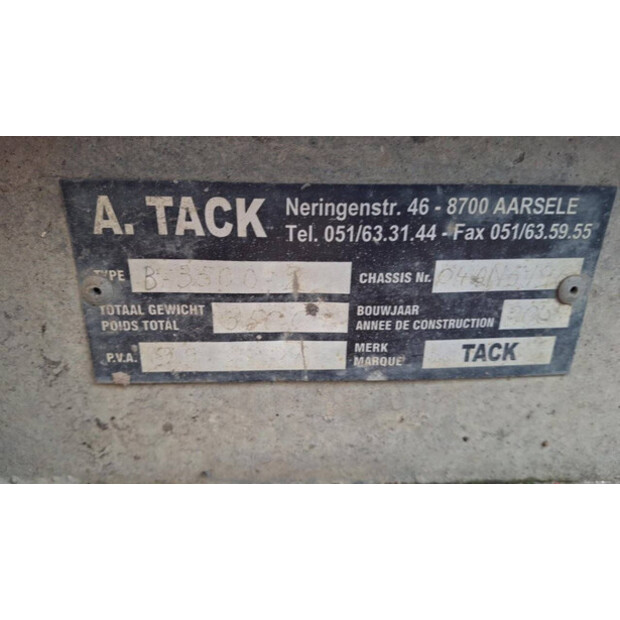 A. TACK
Neringenstr. 46 - 8700 AARSELE
Tel. 051/63.31.44 - Fax 051/63.59.55
TYPE
CHASSIS Nr.
TOTAAL GEWICHT
POIDS TOTAL
BOUWJAAR
ANNEE DE CONSTRUCTION
P.V.A.
MERK
MARQUE
TACK